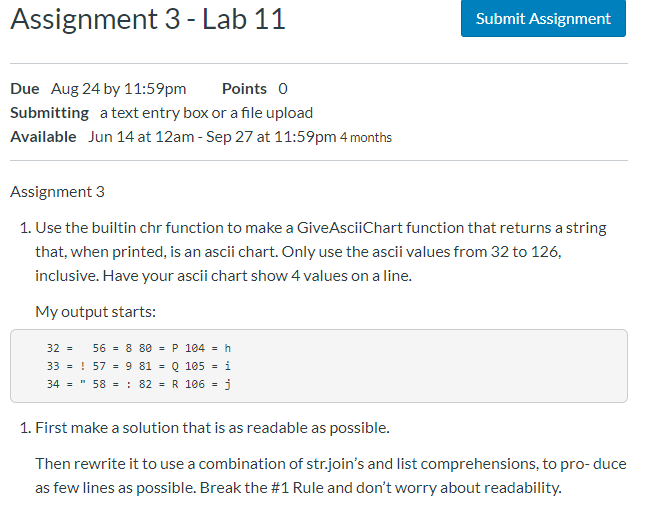 Assignment 3 - Lab 11
Submit Assignment
Due Aug 24 by 11:59pm Points 0
Submitting a text entry box or a file upload
Available Jun 14 at 12am - Sep 27 at 11:59pm 4 months
Assignment 3
1. Use the builtin chr function to make a GiveAsciiChart function that returns a string
that, when printed, is an ascii chart. Only use the ascii values from 32 to 126,
inclusive. Have your ascii chart show 4 values on a line.
My output starts:
32 =   56 = 8 80 = P 104 = h
33 = ! 57 = 9 81 = Q 105 = i
34 = " 58 = : 82 = R 106 = j
1. First make a solution that is as readable as possible.
Then rewrite it to use a combination of str.join's and list comprehensions, to pro- duce
as few lines as possible. Break the #1 Rule and don't worry about readability.